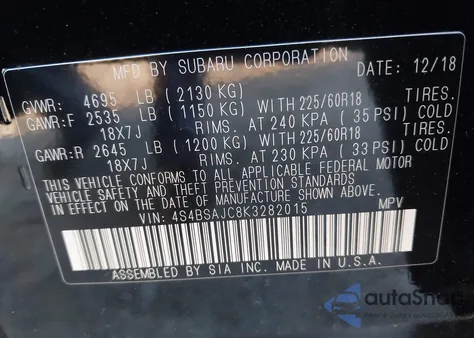 MFD BY SUBARU CORPORATION DATE: 12/18
GVWR: 4695 LB (2130 KG)
GAWR:F 2535 LB (1150 KG) WITH 225/60R18 TIRES.
18X7J RIMS. AT 240 KPA (35 PSI) COLD
GAWR:R 2645 LB (1200 KG) WITH 225/60R18 TIRES.
18X7J RIMS. AT 230 KPA (33 PSI) COLD
THIS VEHICLE CONFORMS TO ALL APPLICABLE FEDERAL MOTOR
VEHICLE SAFETY AND THEFT PREVENTION STANDARDS
IN EFFECT ON THE DATE OF MANUFACTURE SHOWN ABOVE.
VIN: 4S4BSAJC8K3282015 MPV
ASSEMBLED BY SIA INC. MADE IN U.S.A.
autoSnap